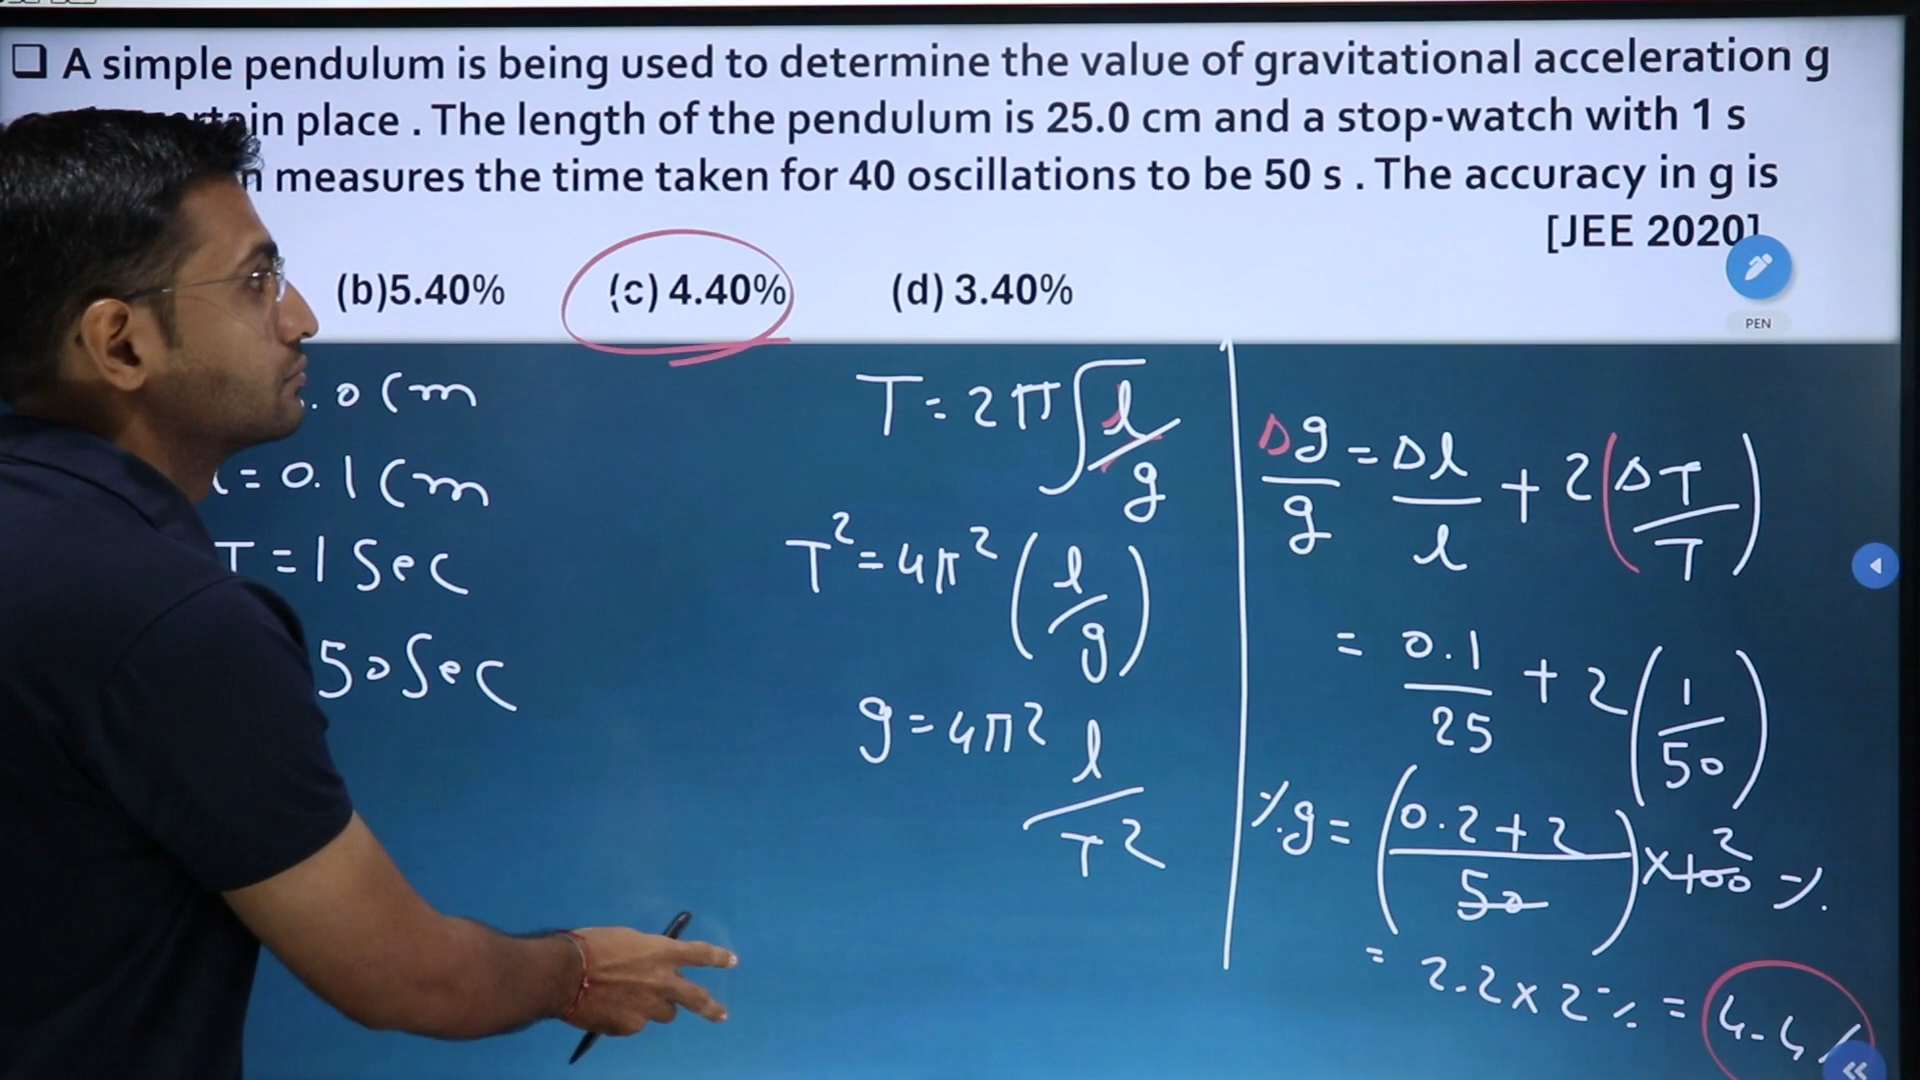 ❑ A simple pendulum is being used to determine the value of gravitational acceleration g
place . The length of the pendulum is 25.0 cm and a stop-watch with 1 s
measures the time taken for 40 oscillations to be 50 s . The accuracy in g is
[JEE 2020]
(b)5.40% (c) 4.40% (d) 3.40%
PEN
.0 cm
= 0.1 cm
T = 1 Sec
50 Sec
T = 2π√(l/g)
T² = 4π² (l/g)
g = 4π² l/T²
Δg/g = Δl/l + 2(ΔT/T)
= 0.1/25 + 2(1/50)
% g = ((0.2 + 2)/50) × 100 2 %.
= 2.2 × 2 % = 4.4%